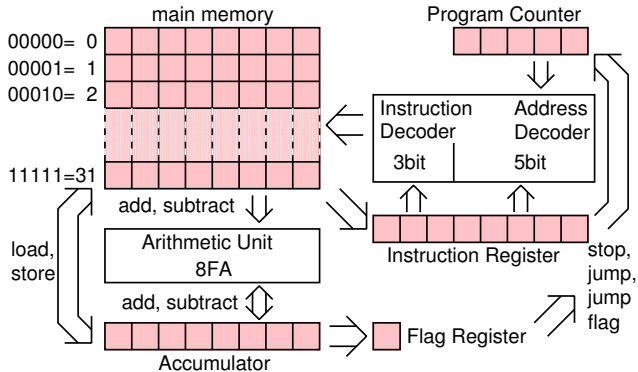 main memory
Program Counter
00000= 0
00001= 1
00010= 2
Instruction
Decoder
Address
Decoder
3bit
5bit
11111=31
add, subtract
load,
store
Arithmetic Unit
8FA
Instruction Register
stop,
jump,
jump
flag
add, subtract
Flag Register
Accumulator